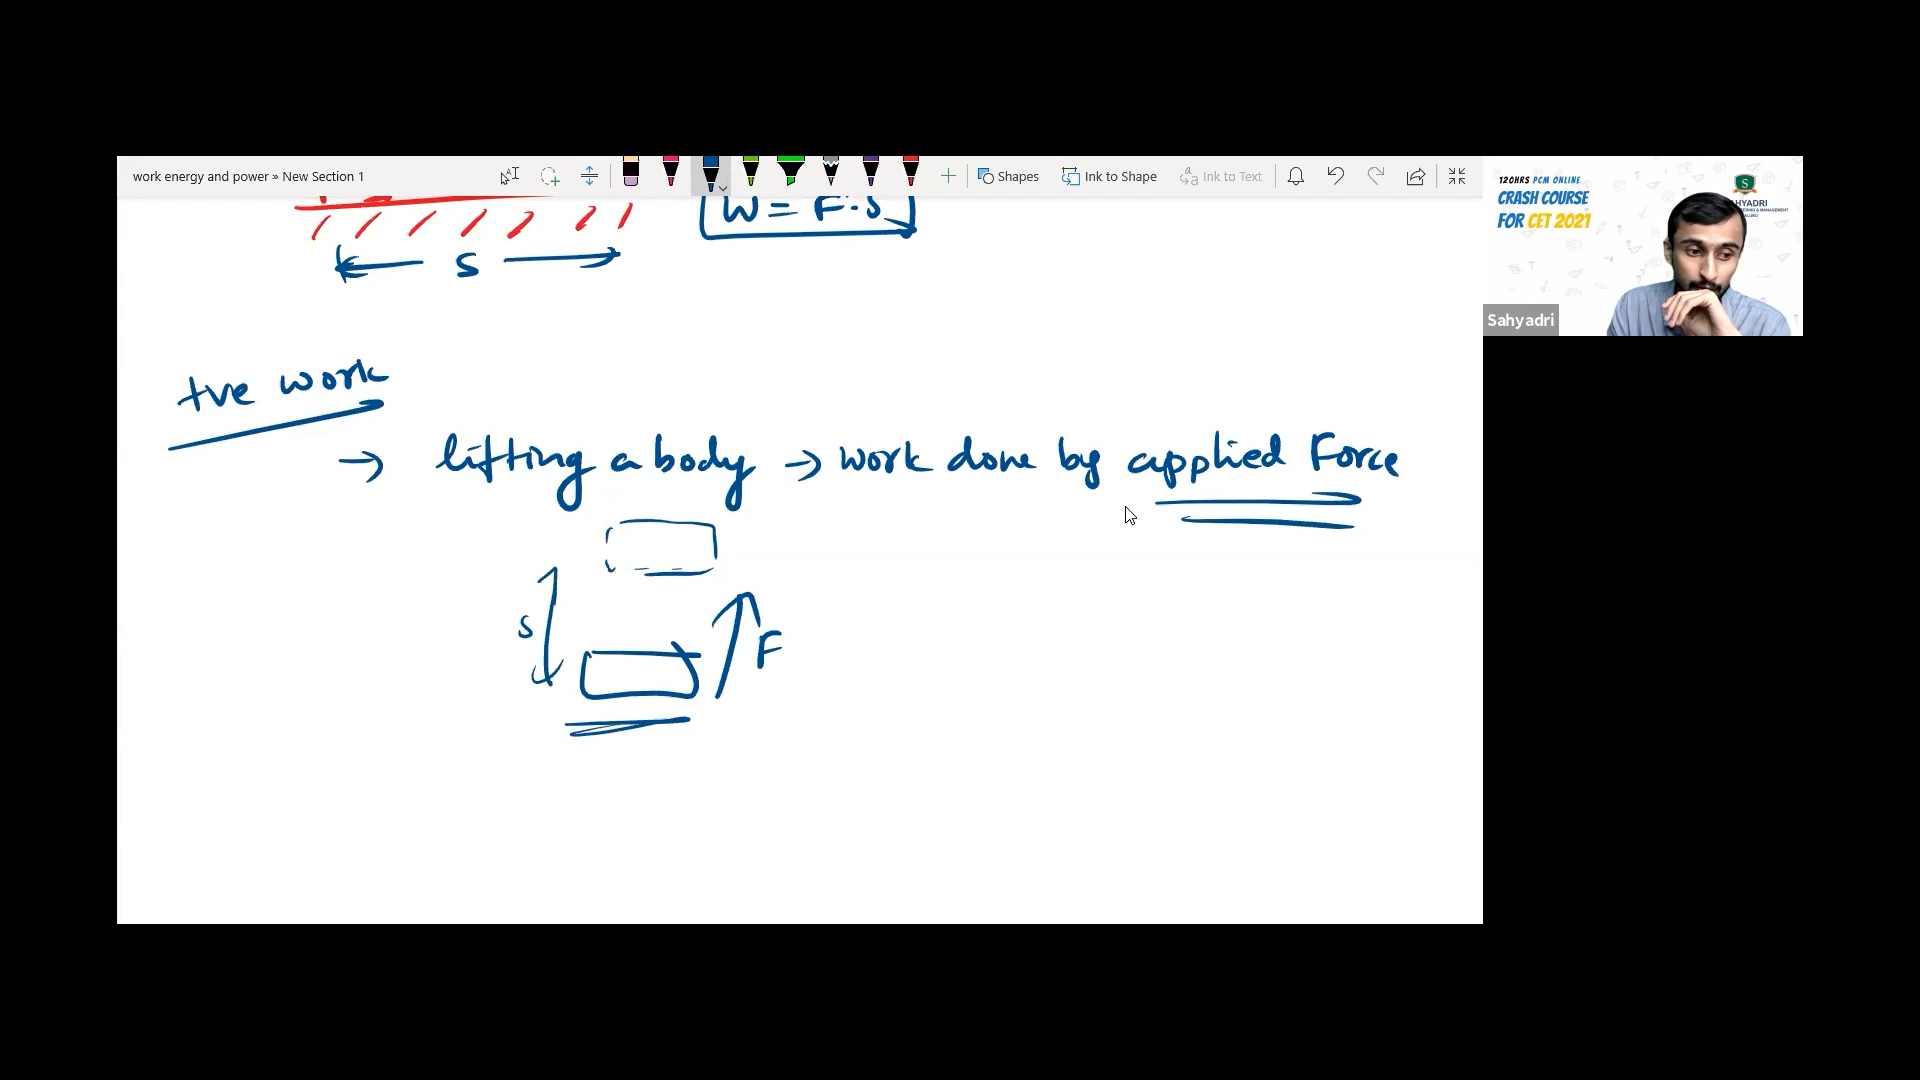 work energy and power » New Section 1
Shapes
Ink to Shape
Ink to Text
W = F·S
S
+ve work
→ lifting a body → work done by applied Force
S
F
120HRS PCM ONLINE
CRASH COURSE
FOR CET 2021
S
Sahyadri